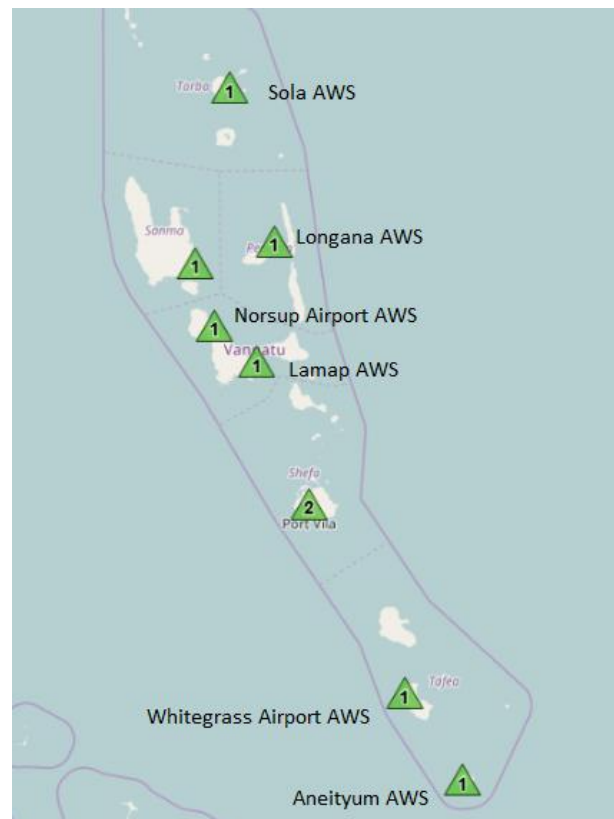 Torba
1
Sola AWS
Sanma
1
Longana AWS
1
1
Norsup Airport AWS
Vanuatu
1
Lamap AWS
Shefa
2
Port Vila
Tafea
1
Whitegrass Airport AWS
1
Aneityum AWS